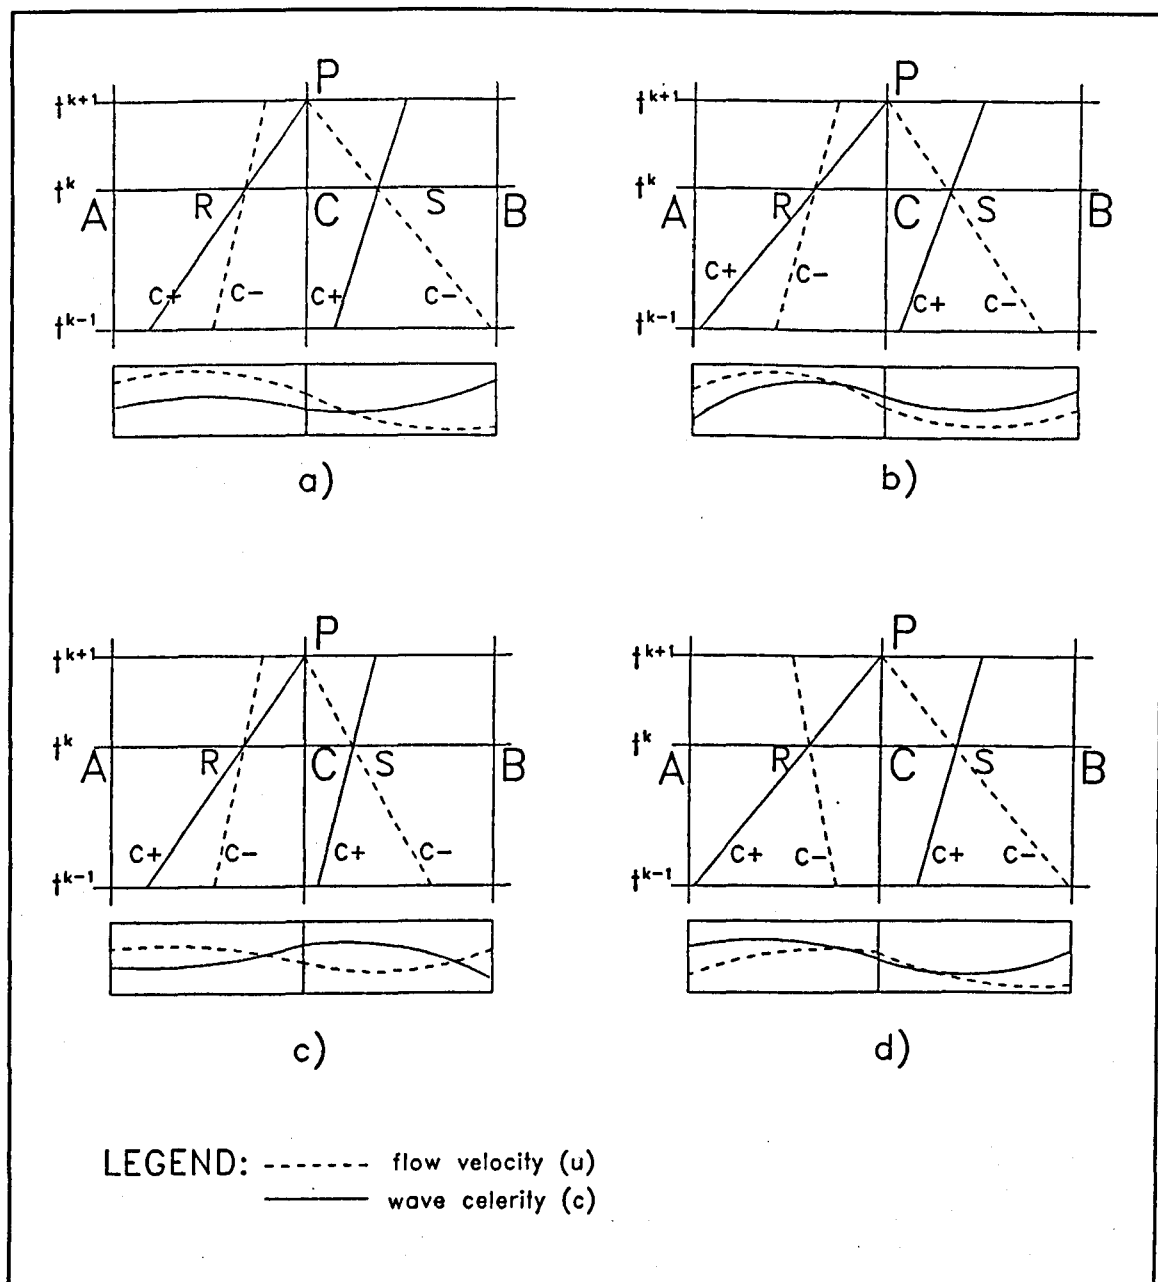 P P
t^k+1 t^k+1
t^k t^k
A R C S B A R C S B
C+ C- C+ C- C+ C- C+ C-
t^k-1 t^k-1
a) b)
P P
t^k+1 t^k+1
t^k t^k
A R C S B A R C S B
C+ C- C+ C- C+ C- C+ C-
t^k-1 t^k-1
c) d)
LEGEND: flow velocity (u)
wave celerity (c)